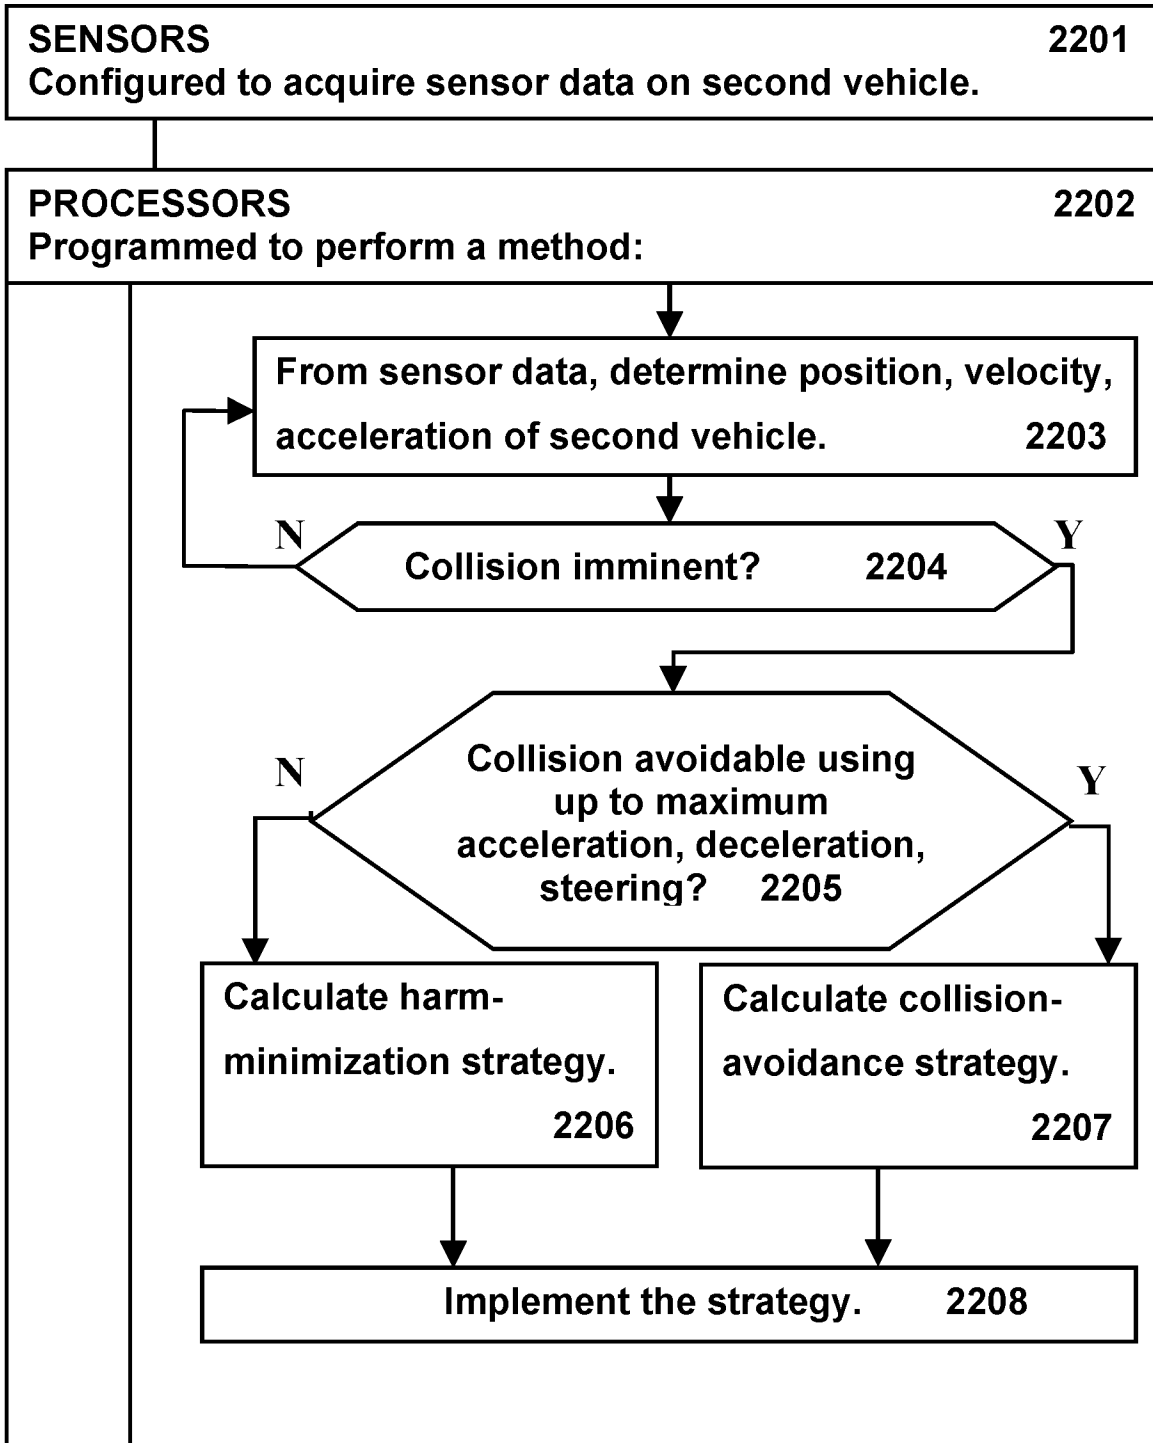 SENSORS 2201
Configured to acquire sensor data on second vehicle.
PROCESSORS 2202
Programmed to perform a method:
From sensor data, determine position, velocity,
acceleration of second vehicle. 2203
N Y
Collision imminent? 2204
N Y
Collision avoidable using
up to maximum
acceleration, deceleration,
steering? 2205
Calculate harm-
minimization strategy.
2206
Calculate collision-
avoidance strategy.
2207
Implement the strategy. 2208